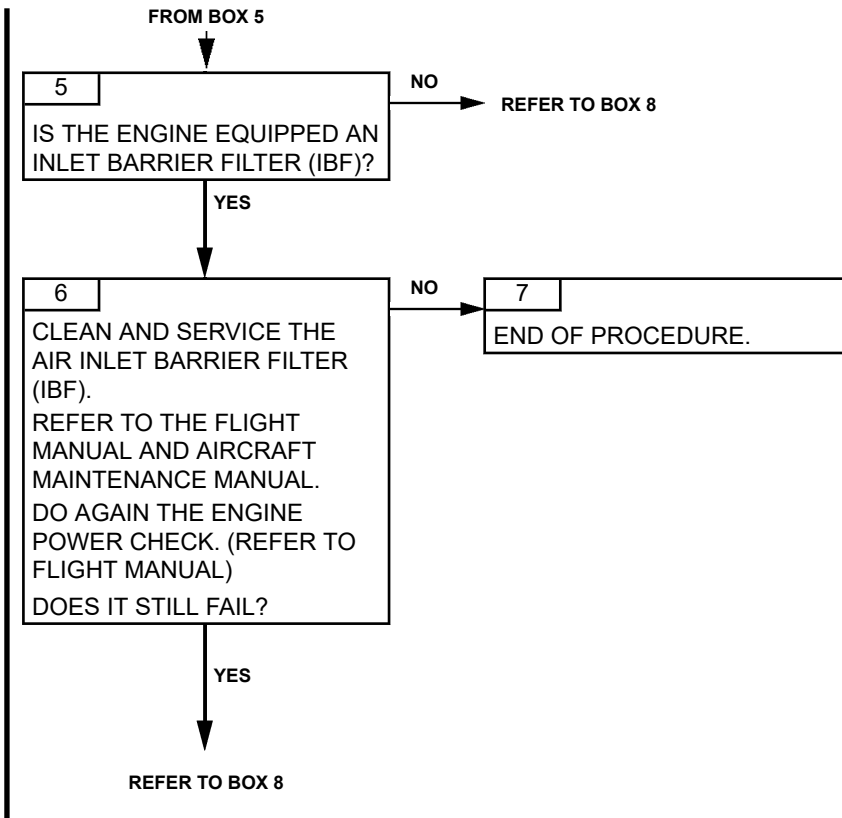 FROM BOX 5
5
NO
REFER TO BOX 8
IS THE ENGINE EQUIPPED AN
INLET BARRIER FILTER (IBF)?
YES
6
NO
7
CLEAN AND SERVICE THE
AIR INLET BARRIER FILTER
(IBF).
END OF PROCEDURE.
REFER TO THE FLIGHT
MANUAL AND AIRCRAFT
MAINTENANCE MANUAL.
DO AGAIN THE ENGINE
POWER CHECK. (REFER TO
FLIGHT MANUAL)
DOES IT STILL FAIL?
YES
REFER TO BOX 8